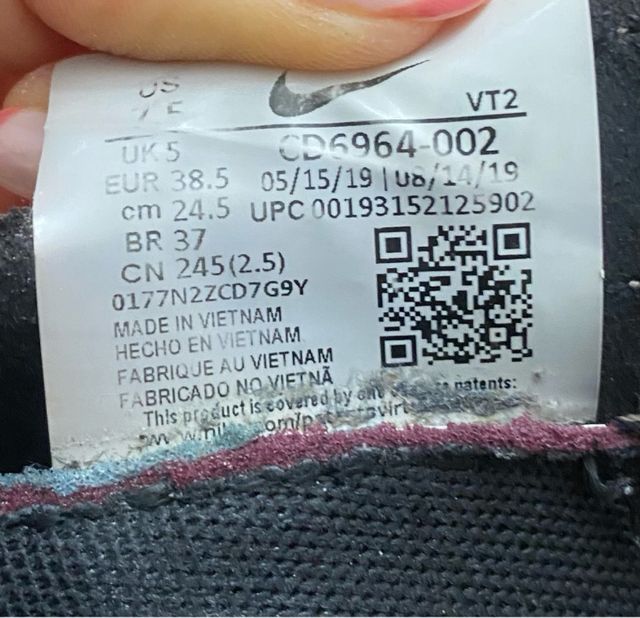 US
VT2
UK 5 CD6964-002
EUR 38.5 05/15/19 | 08/14/19
cm 24.5 UPC 00193152125902
BR 37
CN 245(2.5)
0177N2ZCD7G9Y
MADE IN VIETNAM
HECHO EN VIETNAM
FABRIQUE AU VIETNAM
FABRICADO NO VIETNÃ
This product is covered by one patents: